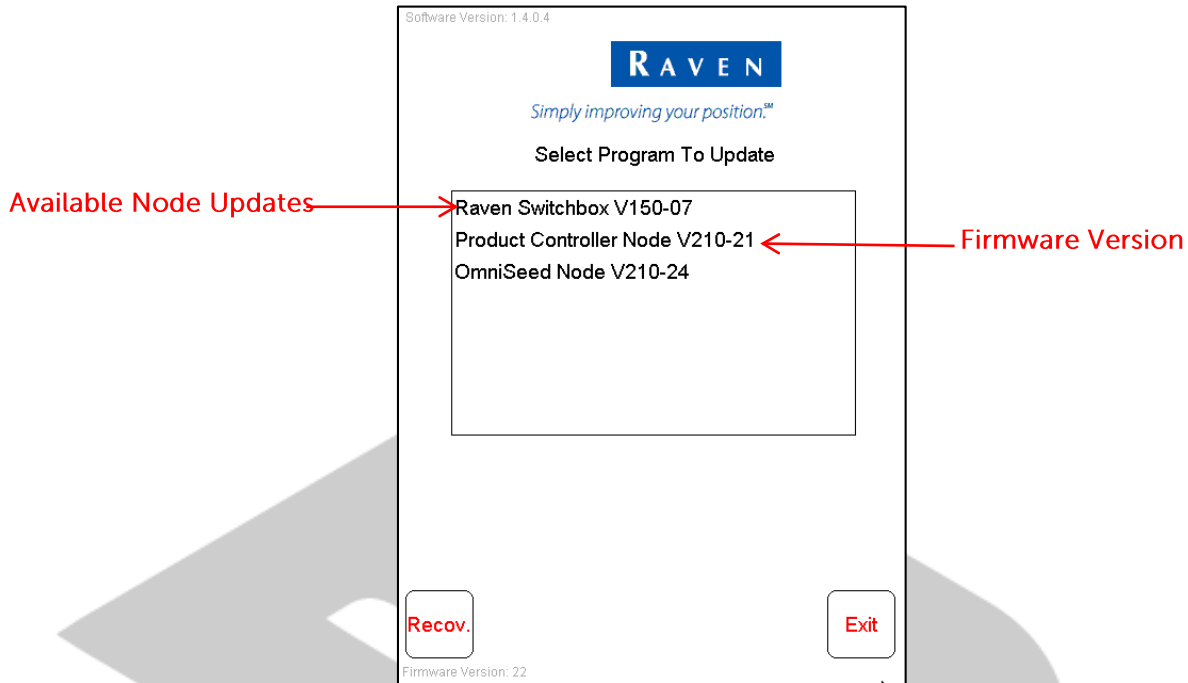 Software Version: 1.4.0.4
RAVEN
Simply improving your position.℠
Select Program To Update
Available Node Updates
Raven Switchbox V150-07
Product Controller Node V210-21
Firmware Version
OmniSeed Node V210-24
Recov.
Exit
Firmware Version: 22